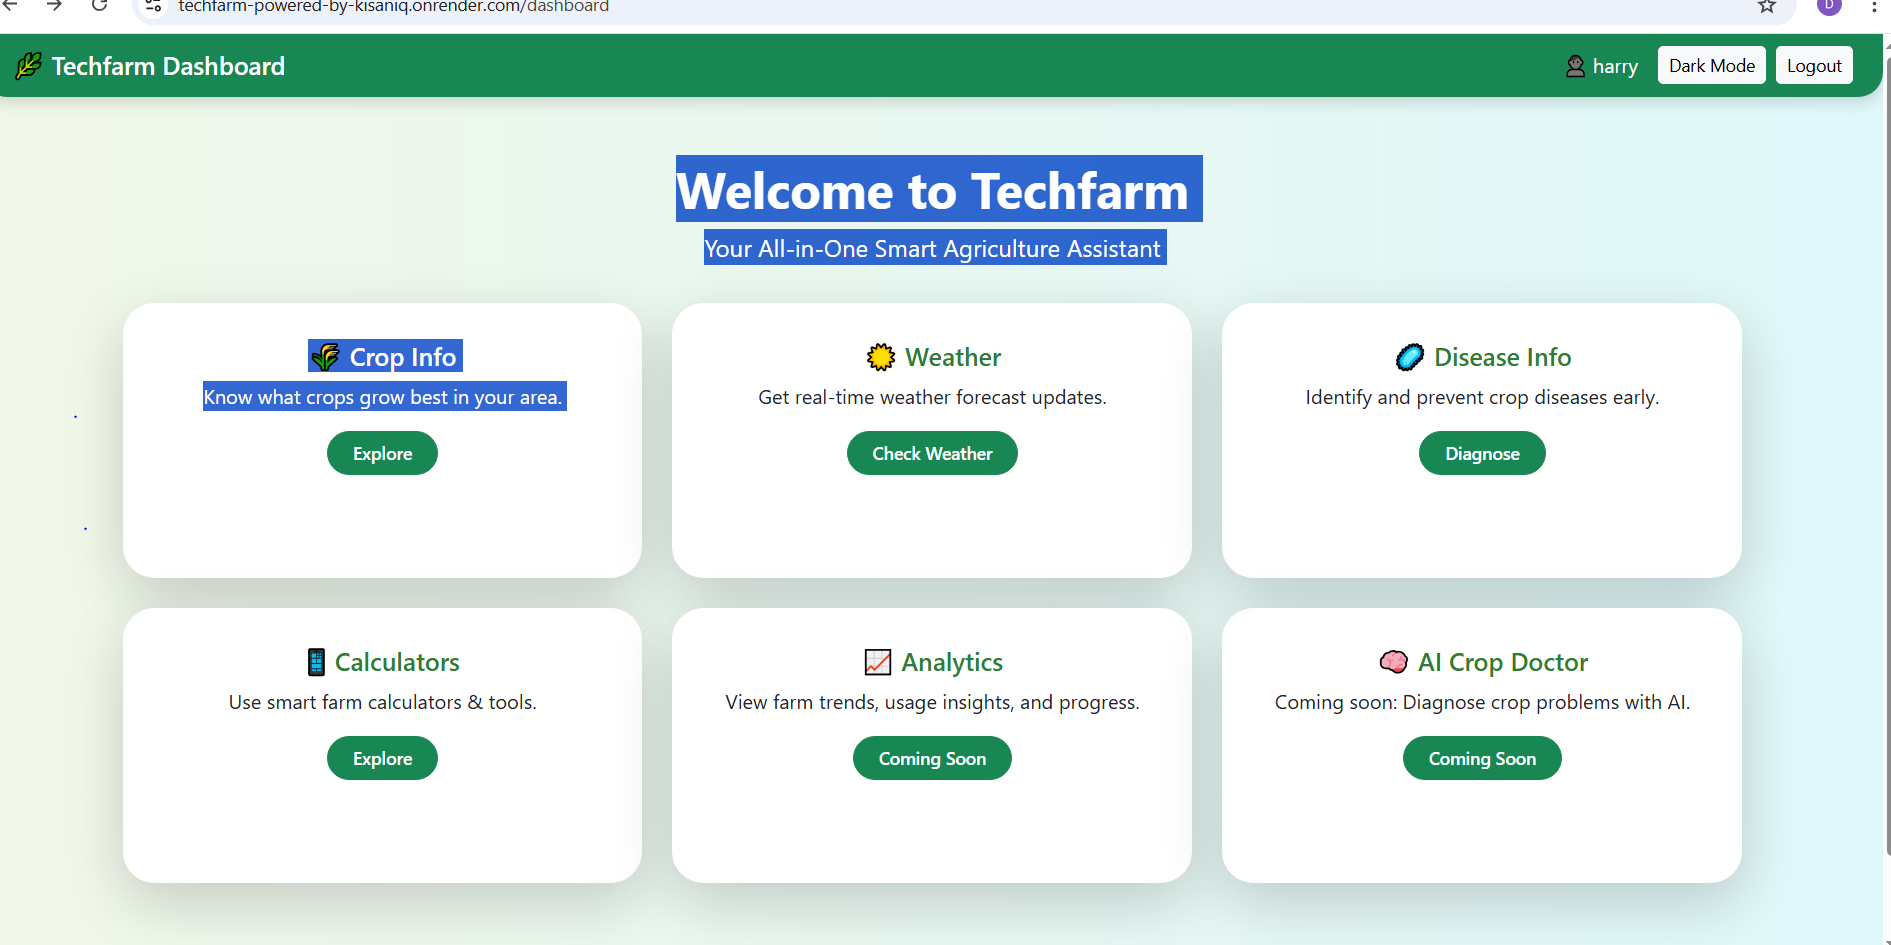 techfarm-powered-by-kisaniq.onrender.com/dashboard
D
Techfarm Dashboard
harry
Dark Mode
Logout
Welcome to Techfarm
Your All-in-One Smart Agriculture Assistant
Crop Info
Know what crops grow best in your area.
Explore
Weather
Get real-time weather forecast updates.
Check Weather
Disease Info
Identify and prevent crop diseases early.
Diagnose
Calculators
Use smart farm calculators & tools.
Explore
Analytics
View farm trends, usage insights, and progress.
Coming Soon
AI Crop Doctor
Coming soon: Diagnose crop problems with AI.
Coming Soon